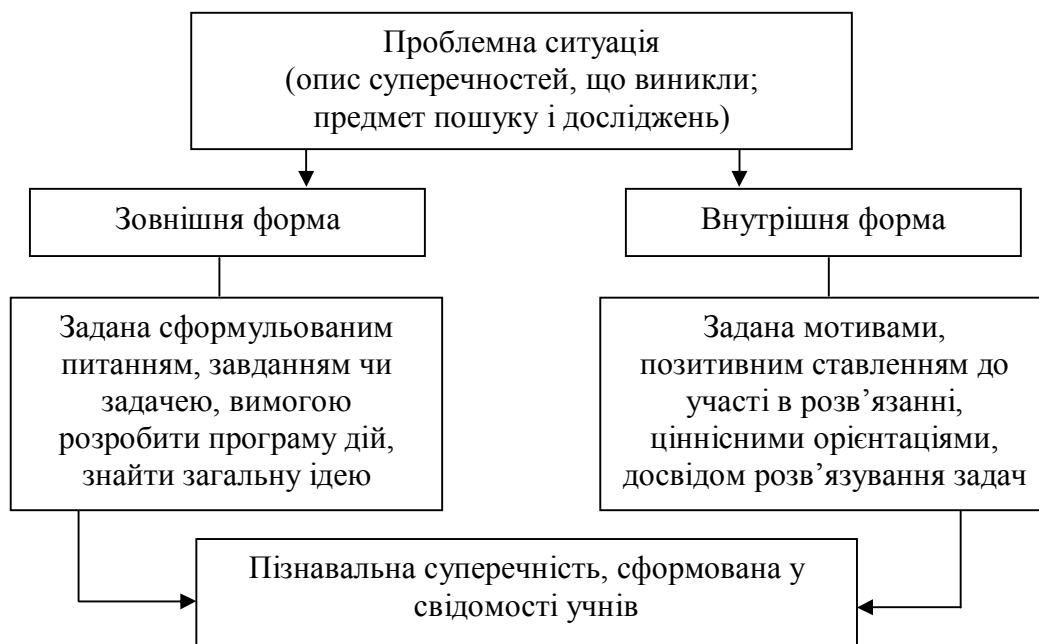 Проблемна ситуація
(опис суперечностей, що виникли;
предмет пошуку і досліджень)
Зовнішня форма
Внутрішня форма
Задана сформульованим
питанням, завданням чи
задачею, вимогою
розробити програму дій,
знайти загальну ідею
Задана мотивами,
позитивним ставленням до
участі в розв’язанні,
ціннісними орієнтаціями,
досвідом розв’язування задач
Пізнавальна суперечність, сформована у
свідомості учнів